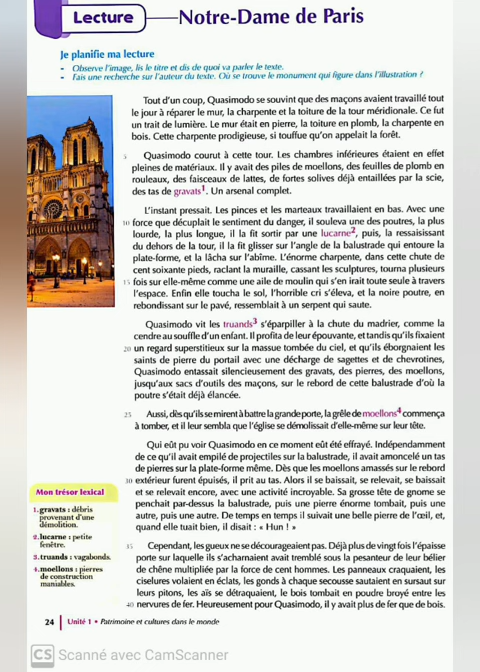 Lecture
Notre-Dame de Paris
Je planifie ma lecture
- Observe l'image, lis le titre et dis de quoi va parler le texte.
- Fais une recherche sur l'auteur du texte. Où se trouve le monument qui figure dans l'illustration ?
Tout d'un coup, Quasimodo se souvint que des maçons avaient travaillé tout
le jour à réparer le mur, la charpente et la toiture de la tour méridionale. Ce fut
un trait de lumière. Le mur était en pierre, la toiture en plomb, la charpente en
bois. Cette charpente prodigieuse, si touffue qu'on appelait la forêt.
5 Quasimodo courut à cette tour. Les chambres inférieures étaient en effet
pleines de matériaux. Il y avait des piles de moellons, des feuilles de plomb en
rouleaux, des faisceaux de lattes, de fortes solives déjà entaillées par la scie,
des tas de gravats1. Un arsenal complet.
L'instant pressait. Les pinces et les marteaux travaillaient en bas. Avec une
10 force que décuplait le sentiment du danger, il souleva une des poutres, la plus
lourde, la plus longue, il la fit sortir par une lucarne2, puis, la ressaisissant
du dehors de la tour, il la fit glisser sur l'angle de la balustrade qui entoure la
plate-forme, et la lâcha sur l'abîme. L'énorme charpente, dans cette chute de
cent soixante pieds, raclant la muraille, cassant les sculptures, tourna plusieurs
15 fois sur elle-même comme une aile de moulin qui s'en irait toute seule à travers
l'espace. Enfin elle toucha le sol, l'horrible cri s'éleva, et la noire poutre, en
rebondissant sur le pavé, ressemblait à un serpent qui saute.
Quasimodo vit les truands3 s'éparpiller à la chute du madrier, comme la
cendre au souffle d'un enfant. Il profita de leur épouvante, et tandis qu'ils fixaient
20 un regard superstitieux sur la massue tombée du ciel, et qu'ils éborgnaient les
saints de pierre du portail avec une décharge de sagettes et de chevrotines,
Quasimodo entassait silencieusement des gravats, des pierres, des moellons,
jusqu'aux sacs d'outils des maçons, sur le rebord de cette balustrade d'où la
poutre s'était déjà élancée.
25 Aussi, dès qu'ils se mirent à battre la grande porte, la grêle de moellons4 commença
à tomber, et il leur sembla que l'église se démolissait d'elle-même sur leur tête.
Qui eût pu voir Quasimodo en ce moment eût été effrayé. Indépendamment
de ce qu'il avait empilé de projectiles sur la balustrade, il avait amoncelé un tas
de pierres sur la plate-forme même. Dès que les moellons amassés sur le rebord
30 extérieur furent épuisés, il prit au tas. Alors il se baissait, se relevait, se baissait
et se relevait encore, avec une activité incroyable. Sa grosse tête de gnome se
penchait par-dessus la balustrade, puis une pierre énorme tombait, puis une
autre, puis une autre. De temps en temps il suivait une belle pierre de l'œil, et,
quand elle tuait bien, il disait : « Hun ! »
35 Cependant, les gueux ne se décourageaient pas. Déjà plus de vingt fois l'épaisse
porte sur laquelle ils s'acharnaient avait tremblé sous la pesanteur de leur bélier
de chêne multipliée par la force de cent hommes. Les panneaux craquaient, les
ciselures volaient en éclats, les gonds à chaque secousse sautaient en sursaut sur
leurs pitons, les aïs se détraquaient, le bois tombait en poudre broyé entre les
40 nervures de fer. Heureusement pour Quasimodo, il y avait plus de fer que de bois.
Mon trésor lexical
1. gravats : débris
provenant d'une
démolition.
2. lucarne : petite
fenêtre.
3. truands : vagabonds.
4. moellons : pierres
de construction
maniables.
24 Unité 1 • Patrimoine et cultures dans le monde
CS Scanné avec CamScanner